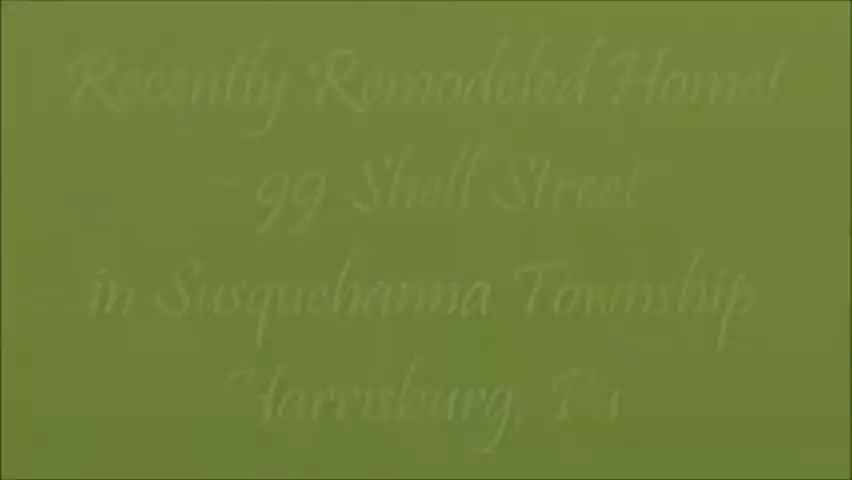 Recently Remodeled Home!
- 99 Shell Street
in Susquehanna Township
Harrisburg, Pa